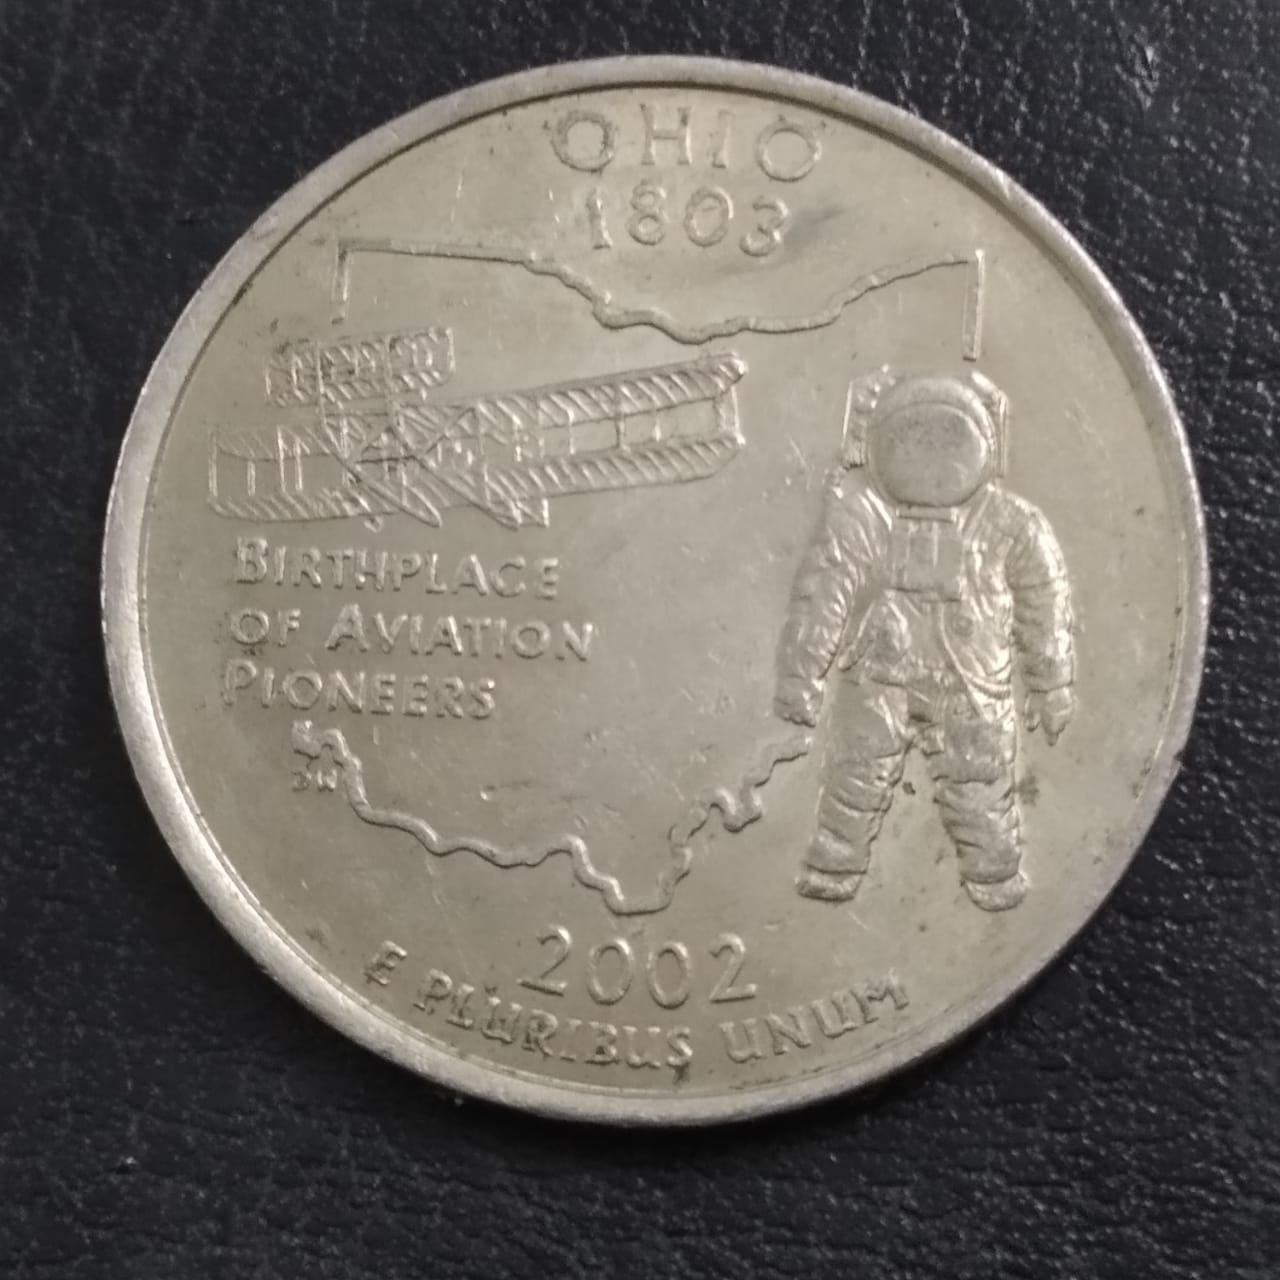 OHIO
1803
BIRTHPLACE
OF AVIATION
PIONEERS
2002
E PLURIBUS UNUM